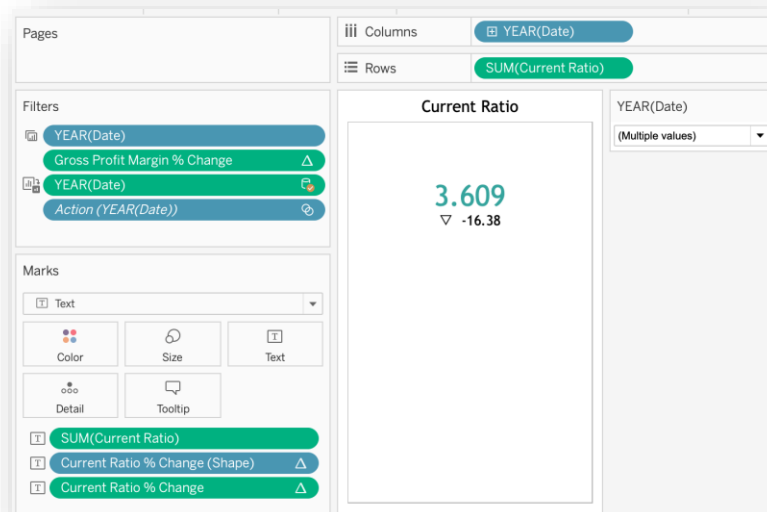 Pages
Columns
YEAR(Date)
Rows
SUM(Current Ratio)
Filters
YEAR(Date)
Gross Profit Margin % Change
YEAR(Date)
Action (YEAR(Date))
Marks
T Text
Color
Size
T
Text
Detail
Tooltip
T SUM(Current Ratio)
T Current Ratio % Change (Shape)
T Current Ratio % Change
Current Ratio
3.609
▽ -16.38
YEAR(Date)
(Multiple values)